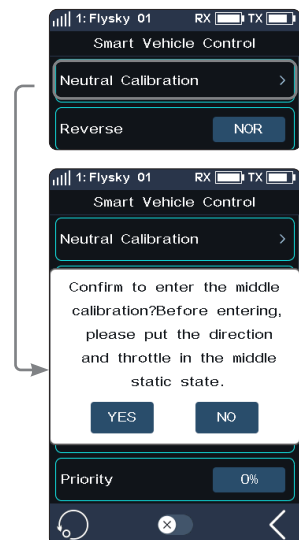 1: Flysky 01 RX TX
Smart Vehicle Control
Neutral Calibration >
Reverse NOR
1: Flysky 01 RX TX
Smart Vehicle Control
Neutral Calibration >
Confirm to enter the middle
calibration?Before entering,
please put the direction
and throttle in the middle
static state.
YES NO
Priority 0%